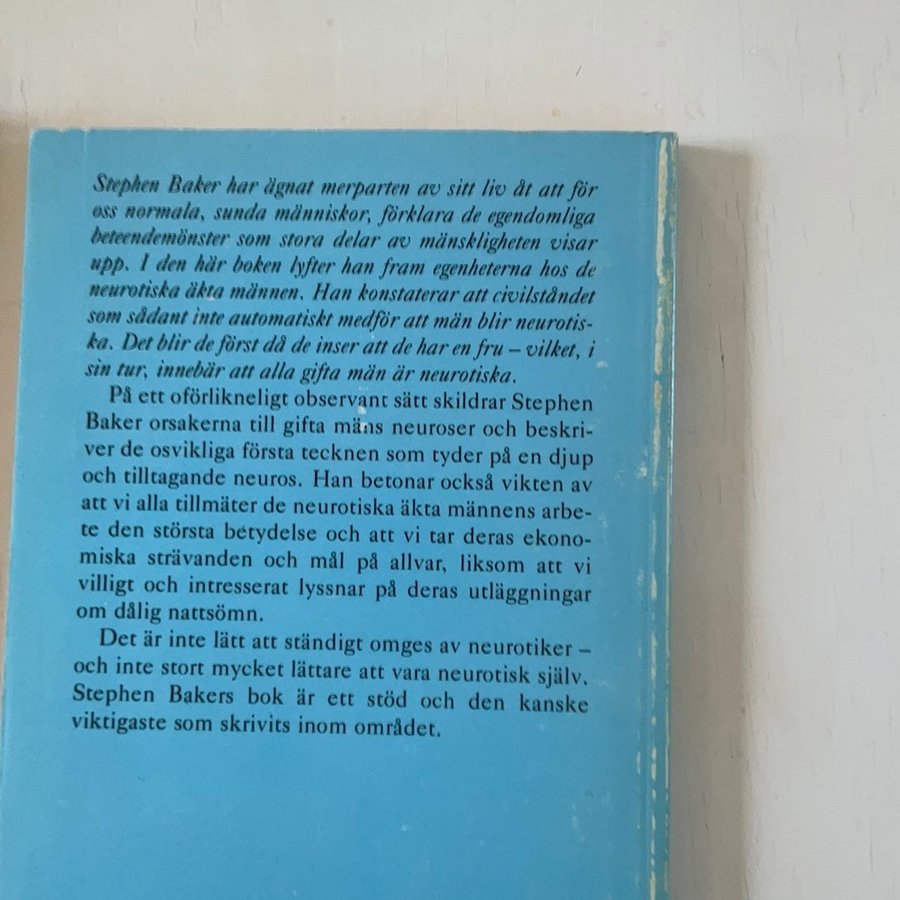 Stephen Baker har ägnat merparten av sitt liv åt att för
oss normala, sunda människor, förklara de egendomliga
beteendemönster som stora delar av mänskligheten visar
upp. I den här boken lyfter han fram egenheterna hos de
neurotiska äkta männen. Han konstaterar att civilståndet
som sådant inte automatiskt medför att män blir neurotis-
ka. Det blir de först då de inser att de har en fru – vilket, i
sin tur, innebär att alla gifta män är neurotiska.
På ett oförlikneligt observant sätt skildrar Stephen
Baker orsakerna till gifta mäns neuroser och beskri-
ver de osvikliga första tecknen som tyder på en djup
och tilltagande neuros. Han betonar också vikten av
att vi alla tillmäter de neurotiska äkta männens arbe-
te den största betydelse och att vi tar deras ekono-
miska strävanden och mål på allvar, liksom att vi
villigt och intresserat lyssnar på deras utläggningar
om dålig nattsömn.
Det är inte lätt att ständigt omges av neurotiker –
och inte stort mycket lättare att vara neurotisk själv.
Stephen Bakers bok är ett stöd och den kanske
viktigaste som skrivits inom området.